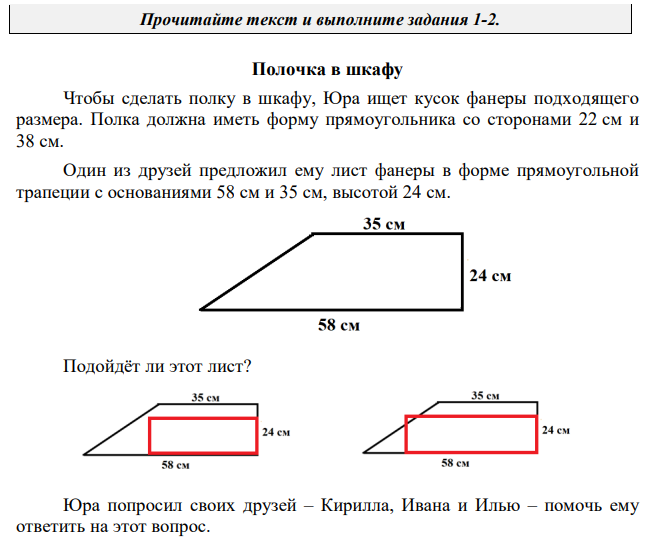 Прочитайте текст и выполните задания 1-2.
Полочка в шкафу
Чтобы сделать полку в шкафу, Юра ищет кусок фанеры подходящего
размера. Полка должна иметь форму прямоугольника со сторонами 22 см и
38 см.
Один из друзей предложил ему лист фанеры в форме прямоугольной
трапеции с основаниями 58 см и 35 см, высотой 24 см.
35 см
24 см
58 см
Подойдёт ли этот лист?
35 см
24 см
58 см
35 см
24 см
58 см
Юра попросил своих друзей – Кирилла, Ивана и Илью – помочь ему
ответить на этот вопрос.